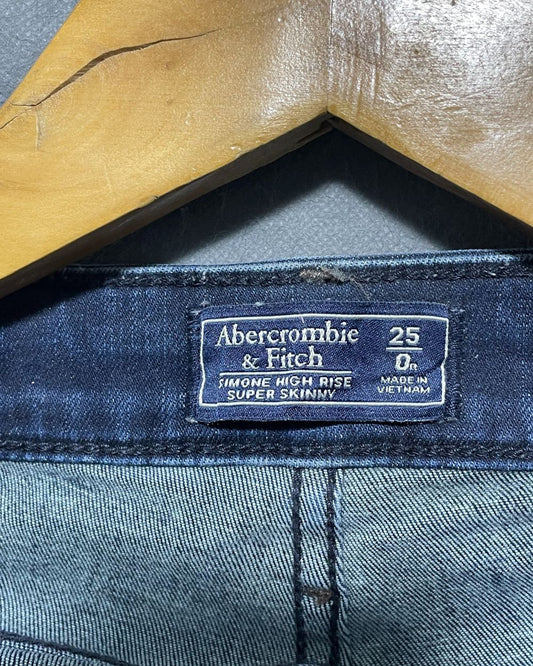 Abercrombie
& Fitch
SIMONE HIGH RISE
SUPER SKINNY
25
0R
MADE IN
VIETNAM